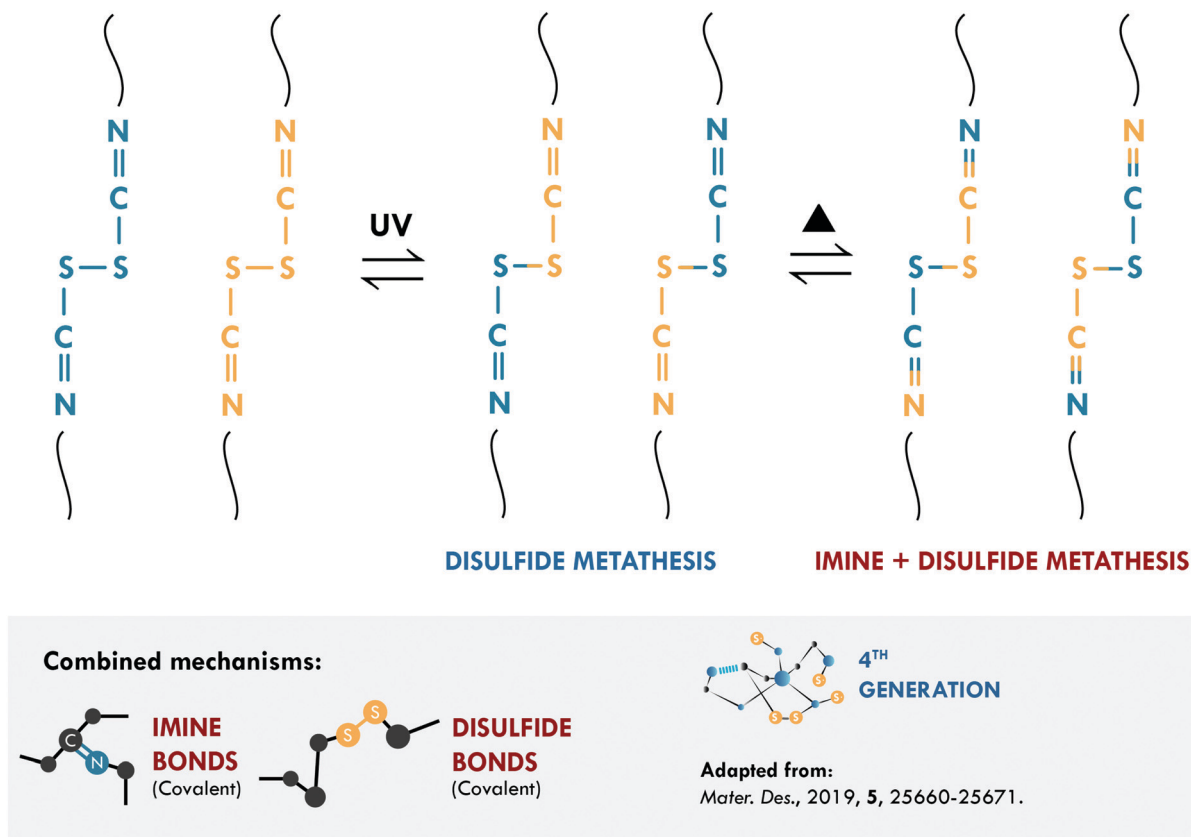 N N N N N N
C C C C C C
UV
S–S S–S S–S S–S S–S S–S
C C C C C C
N N N N N N
DISULFIDE METATHESIS
IMINE + DISULFIDE METATHESIS
Combined mechanisms:
C N
IMINE
BONDS
(Covalent)
S S
DISULFIDE
BONDS
(Covalent)
S S S S S
4TH
GENERATION
Adapted from:
Mater. Des., 2019, 5, 25660-25671.